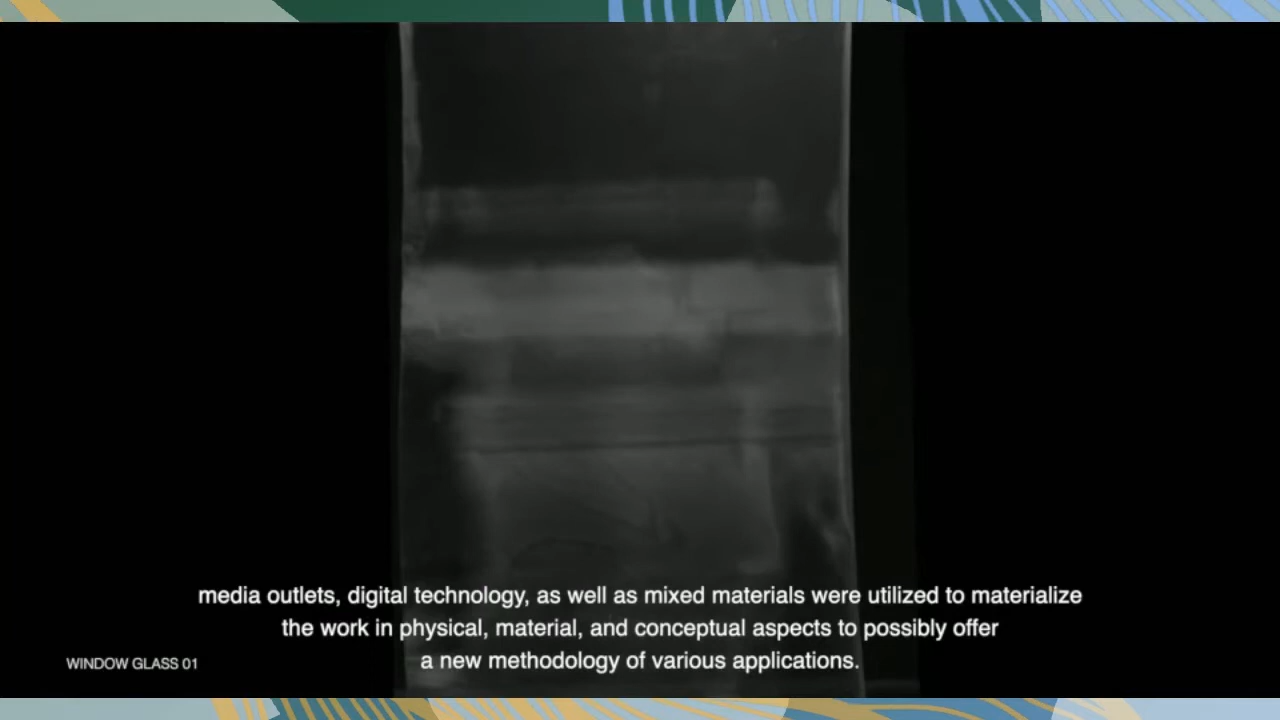 media outlets, digital technology, as well as mixed materials were utilized to materialize
the work in physical, material, and conceptual aspects to possibly offer
a new methodology of various applications.
WINDOW GLASS 01